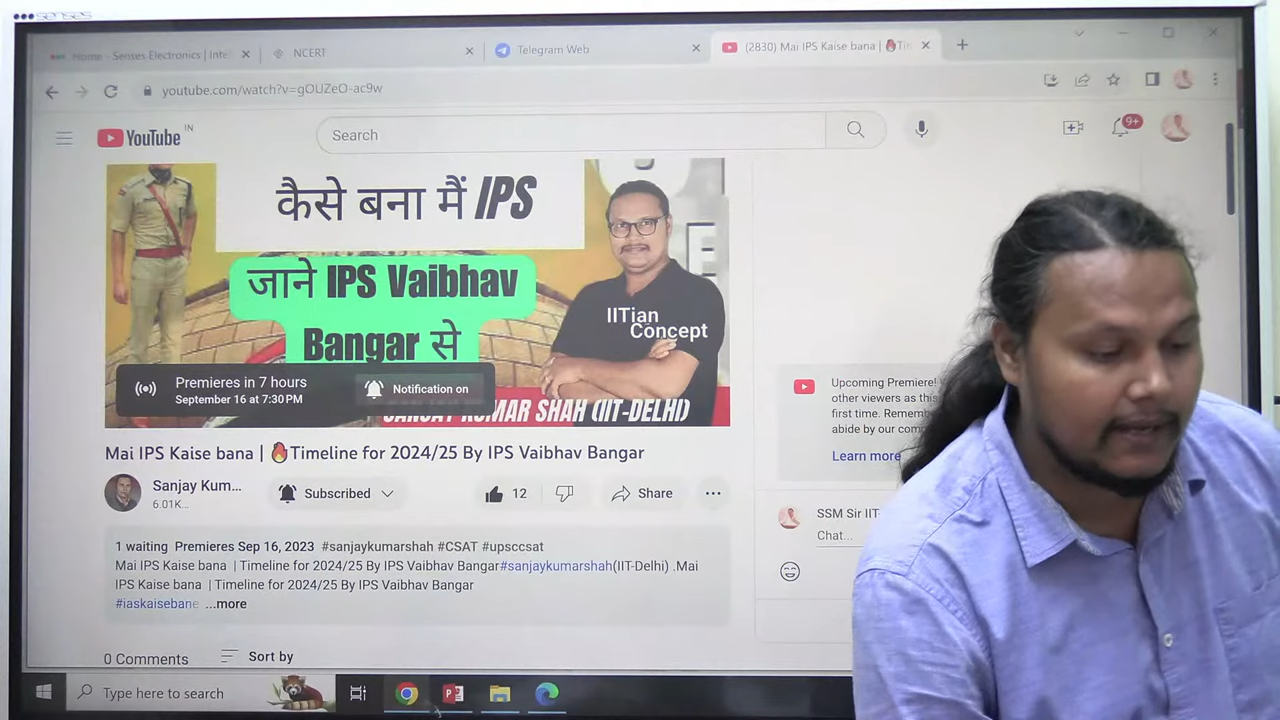 senses
Home - Senses Electronics | Inte
NCERT
Telegram Web
(2830) Mai IPS Kaise bana | 🔥Tim
youtube.com/watch?v=gOUZeO-ac9w
YouTube IN
Search
9+
कैसे बना मैं IPS
जाने IPS Vaibhav
Bangar से
IITian
Concept
Premieres in 7 hours
September 16 at 7:30 PM
Notification on
SANJAY KUMAR SHAH (IIT-DELHI)
Mai IPS Kaise bana | 🔥Timeline for 2024/25 By IPS Vaibhav Bangar
Sanjay Kum...
6.01K...
Subscribed
12
Share
1 waiting Premieres Sep 16, 2023 #sanjaykumarshah #CSAT #upsccsat
Mai IPS Kaise bana | Timeline for 2024/25 By IPS Vaibhav Bangar#sanjaykumarshah(IIT-Delhi) .Mai
IPS Kaise bana | Timeline for 2024/25 By IPS Vaibhav Bangar
#iaskaisebane ...more
0 Comments
Sort by
Upcoming Premiere!
other viewers as this
first time. Rememb
abide by our com
Learn more
SSM Sir IIT-
Chat...
Type here to search